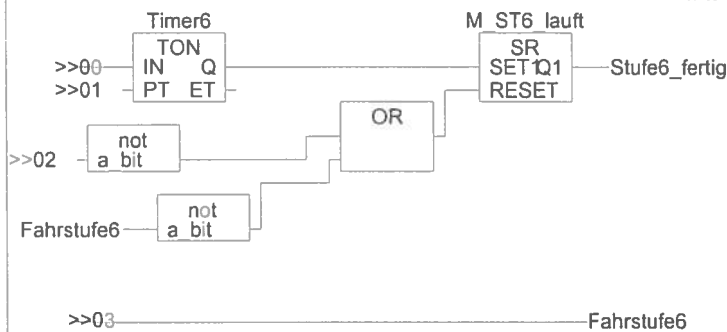 Timer6 M_ST6_lauft
TON SR
>>00 IN Q SET1Q1 Stufe6_fertig
>>01 PT ET RESET
OR
not
>>02 a_bit
not
Fahrstufe6 a_bit
>>03 Fahrstufe6